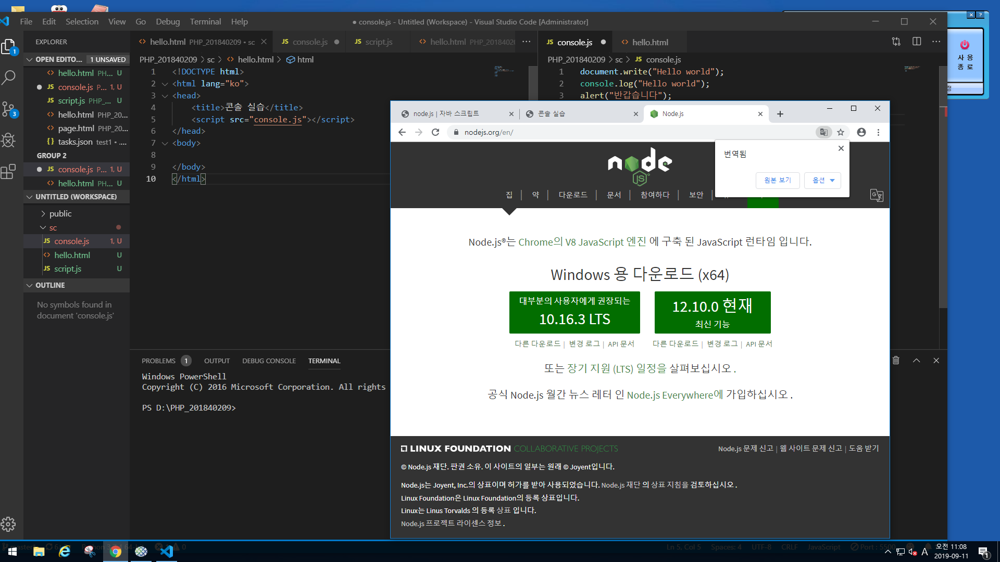 File Edit Selection View Go Debug Terminal Help
● console.js - Untitled (Workspace) - Visual Studio Code [Administrator]
사 용
종 료
정
EXPLORER
OPEN EDITO... 1 UNSAVED
hello.html PH... U
console.js P... 1, U
script.js PHP_... U
hello.html PHP_20...
page.html PHP_20...
tasks.json test1 • ....
GROUP 2
console.js P... 1, U
hello.html PH... U
UNTITLED (WORKSPACE)
public
sc
console.js 1, U
hello.html U
script.js U
OUTLINE
No symbols found in
document 'console.js'
1
3
hello.html PHP_201840209 • sc
console.js
script.js
hello.html PHP_20184020
PHP_201840209 > sc > hello.html > html
1 <!DOCTYPE html>
2 <html lang="ko">
3 <head>
4 <title>콘솔 실습</title>
5 <script src="console.js"></script>
6 </head>
7 <body>
8
9 </body>
10 </html>
console.js
hello.html
PHP_201840209 > sc > console.js
1 document.write("Hello world");
2 console.log("Hello world");
3 alert("반갑습니다");
PROBLEMS 1 OUTPUT DEBUG CONSOLE TERMINAL
Windows PowerShell
Copyright (C) 2016 Microsoft Corporation. All rights
PS D:\PHP_201840209>
node.js | 자바 스크립트
콘솔 실습
Node.js
nodejs.org/en/
번역됨
원본 보기
옵션
node
JS
집 | 약 | 다운로드 | 문서 | 참여하다 | 보안 |
Node.js®는 Chrome의 V8 JavaScript 엔진 에 구축 된 JavaScript 런타임 입니다.
Windows 용 다운로드 (x64)
대부분의 사용자에게 권장되는
10.16.3 LTS
12.10.0 현재
최신 기능
다른 다운로드 | 변경 로그 | API 문서
다른 다운로드 | 변경 로그 | API 문서
또는 장기 지원 (LTS) 일정을 살펴보십시오 .
공식 Node.js 월간 뉴스 레터 인 Node.js Everywhere에 가입하십시오 .
LINUX FOUNDATION COLLABORATIVE PROJECTS
Node.js 문제 신고 | 웹 사이트 문제 신고 | 도움 받기
© Node.js 재단. 판권 소유. 이 사이트의 일부는 원래 © Joyent입니다.
Node.js는 Joyent, Inc.의 상표이며 허가를 받아 사용되었습니다. Node.js 재단 의 상표 지침을 검토하십시오 .
Linux Foundation은 Linux Foundation의 등록 상표입니다.
Linux는 Linus Torvalds 의 등록 상표 입니다.
Node.js 프로젝트 라이센스 정보 .
Ln 5, Col 5 Spaces: 4 UTF-8 CRLF JavaScript Port : 5500
A
오전 11:08
2019-09-11
1